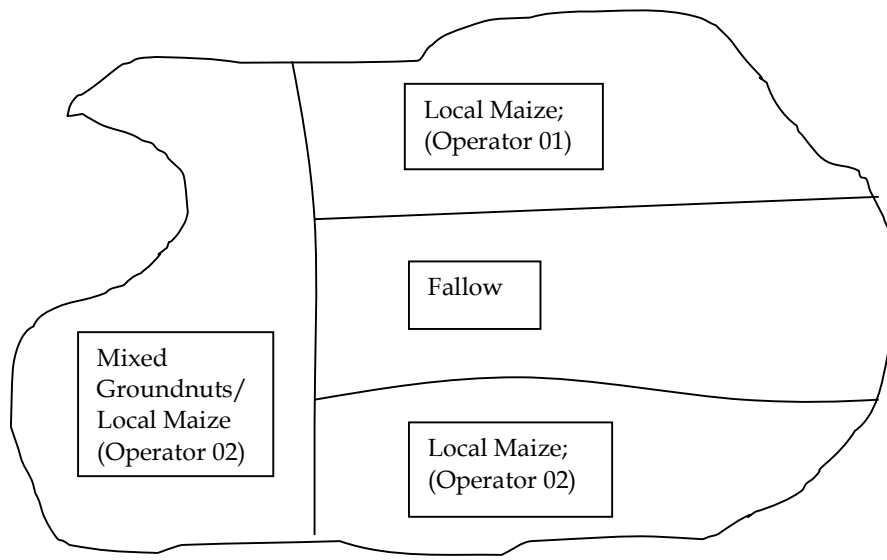 Local Maize;
(Operator 01)
Fallow
Mixed
Groundnuts/
Local Maize
(Operator 02)
Local Maize;
(Operator 02)